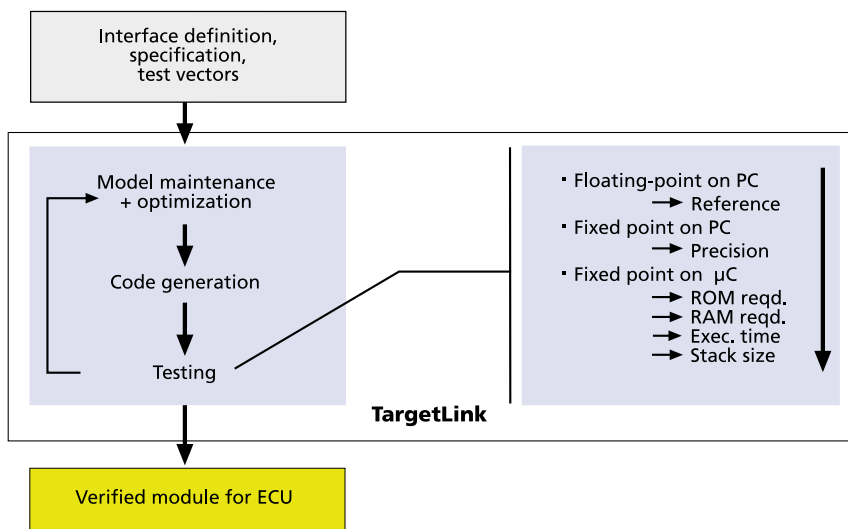 Interface definition,
specification,
test vectors
Model maintenance
+ optimization
Code generation
Testing
· Floating-point on PC
Reference
· Fixed point on PC
Precision
· Fixed point on µC
ROM reqd.
RAM reqd.
Exec. time
Stack size
TargetLink
Verified module for ECU